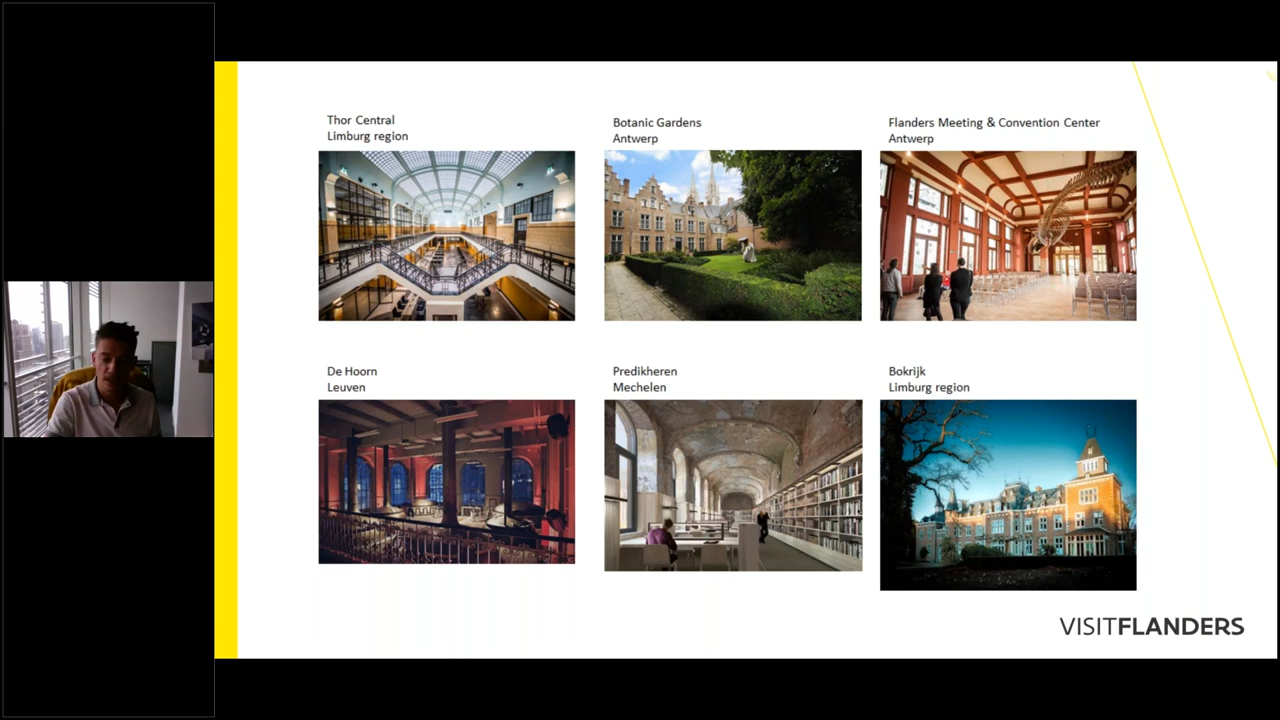 Thor Central
Limburg region
Botanic Gardens
Antwerp
Flanders Meeting & Convention Center
Antwerp
De Hoorn
Leuven
Predikheren
Mechelen
Bokrijk
Limburg region
VISITFLANDERS